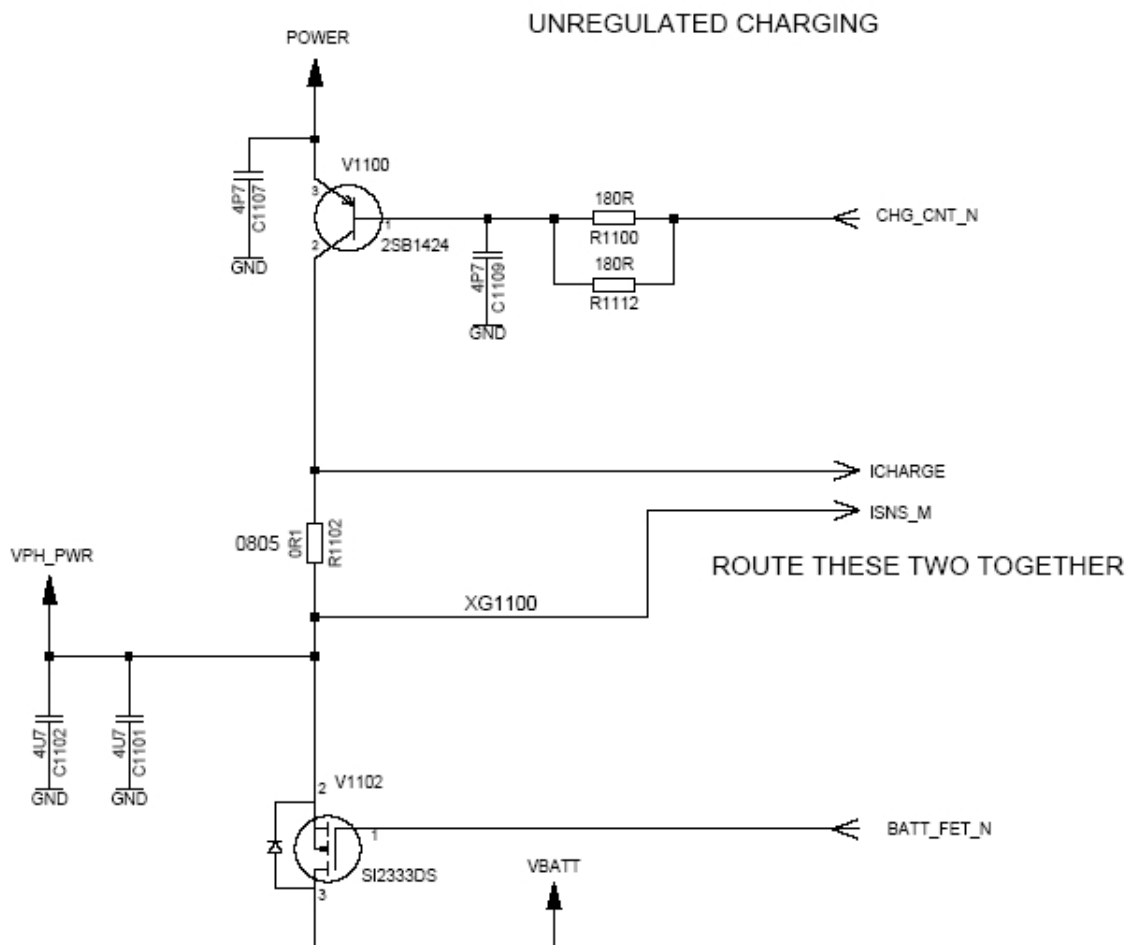 UNREGULATED CHARGING
POWER
V1100
4P7
C1107
3
2
1
2SB1424
GND
180R
R1100
180R
R1112
CHG_CNT_N
4P7
C1109
GND
ICHARGE
ISNS_M
0805
0R1
R1102
ROUTE THESE TWO TOGETHER
VPH_PWR
XG1100
4U7
C1102
4U7
C1101
GND
GND
2
V1102
1
BATT_FET_N
SI2333DS
3
VBATT